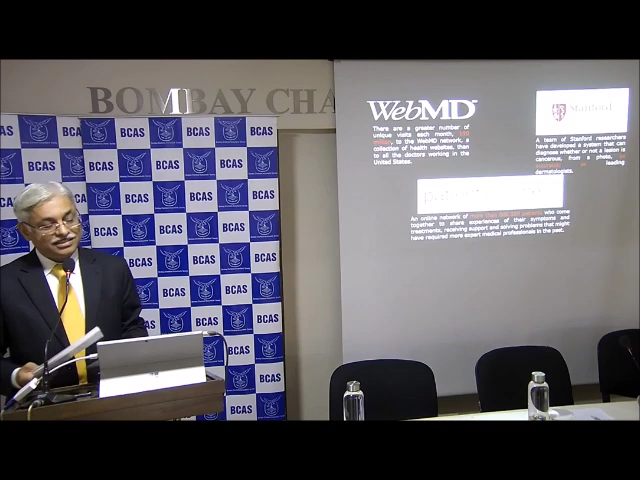 BOMBAY CHA
BCAS
WebMD
There are a greater number of
unique visits each month,
to the WebMD network, a
collection of health websites, than
to all the doctors working in the
United States.
Stanford
A team of Stanford researchers
have developed a system that can
diagnose whether or not a lesion is
cancerous, from a photo,
leading
dermatologists.
An online network of more than who come
together to share experiences of their symptoms and
treatments, receiving support and solving problems that might
have required more expert medical professionals in the past.